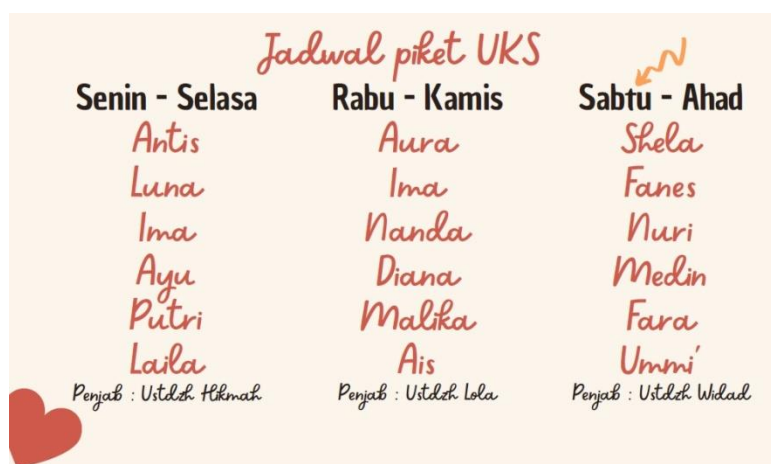 Jadwal piket UKS
Senin - Selasa
Antis
Luna
Ima
Ayu
Putri
Laila
Penjab : Ustdzh Hikmah
Rabu - Kamis
Aura
Ima
Nanda
Diana
Malika
Ais
Penjab : Ustdzh Lola
Sabtu - Ahad
Shela
Fanes
Nuri
Medin
Fara
Ummi'
Penjab : Ustdzh Widad